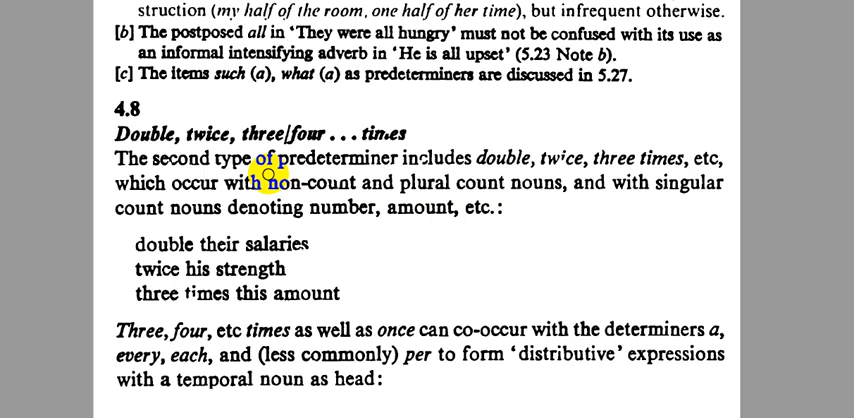 struction (my half of the room, one half of her time), but infrequent otherwise.
[b] The postposed all in ‘They were all hungry’ must not be confused with its use as
an informal intensifying adverb in ‘He is all upset’ (5.23 Note b).
[c] The items such (a), what (a) as predeterminers are discussed in 5.27.
4.8
Double, twice, three/four ... times
The second type of predeterminer includes double, twice, three times, etc,
which occur with non-count and plural count nouns, and with singular
count nouns denoting number, amount, etc.:
double their salaries
twice his strength
three times this amount
Three, four, etc times as well as once can co-occur with the determiners a,
every, each, and (less commonly) per to form ‘distributive’ expressions
with a temporal noun as head: